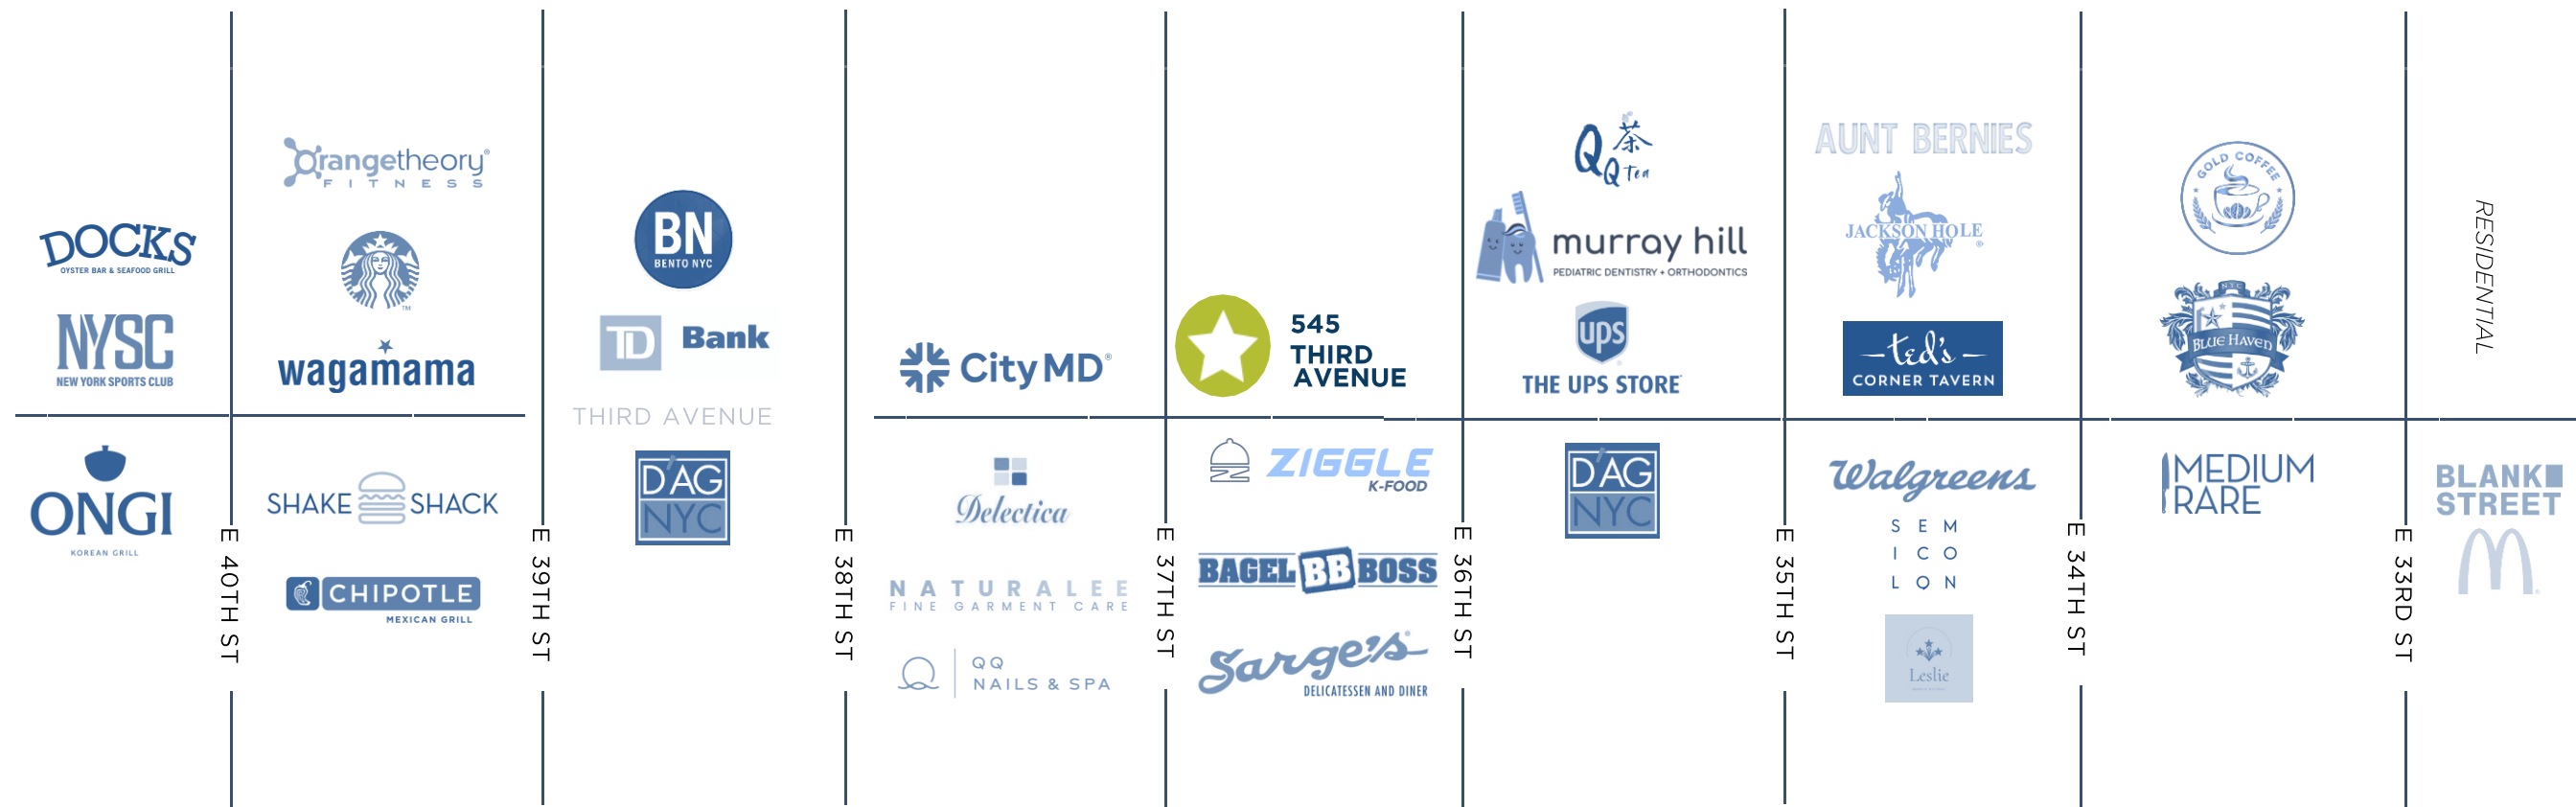 DOCKS
OYSTER BAR & SEAFOOD GRILL
NYSC
NEW YORK SPORTS CLUB
ONGI
KOREAN GRILL
E 40TH ST
Orangetheory®
FITNESS
TM
wagamama
SHAKE SHACK
CHIPOTLE
MEXICAN GRILL
E 39TH ST
BN
BENTO NYC
TD Bank
THIRD AVENUE
D'AG
NYC
E 38TH ST
CityMD®
Delectica
NATURALEE
FINE GARMENT CARE
QQ
NAILS & SPA
E 37TH ST
545
THIRD
AVENUE
ZIGGLE
K-FOOD
BAGEL BB BOSS
Sarge's®
DELICATESSEN AND DINER
E 36TH ST
Q茶
Q Tea
murray hill
PEDIATRIC DENTISTRY + ORTHODONTICS
ups
THE UPS STORE
D'AG
NYC
E 35TH ST
AUNT BERNIES
JACKSON HOLE®
ted's
CORNER TAVERN
Walgreens
SEM
ICO
LON
Leslie
E 34TH ST
GOLD COFFEE
N.Y.C.
BLUE HAVEN
MEDIUM
RARE
E 33RD ST
RESIDENTIAL
BLANK
STREET